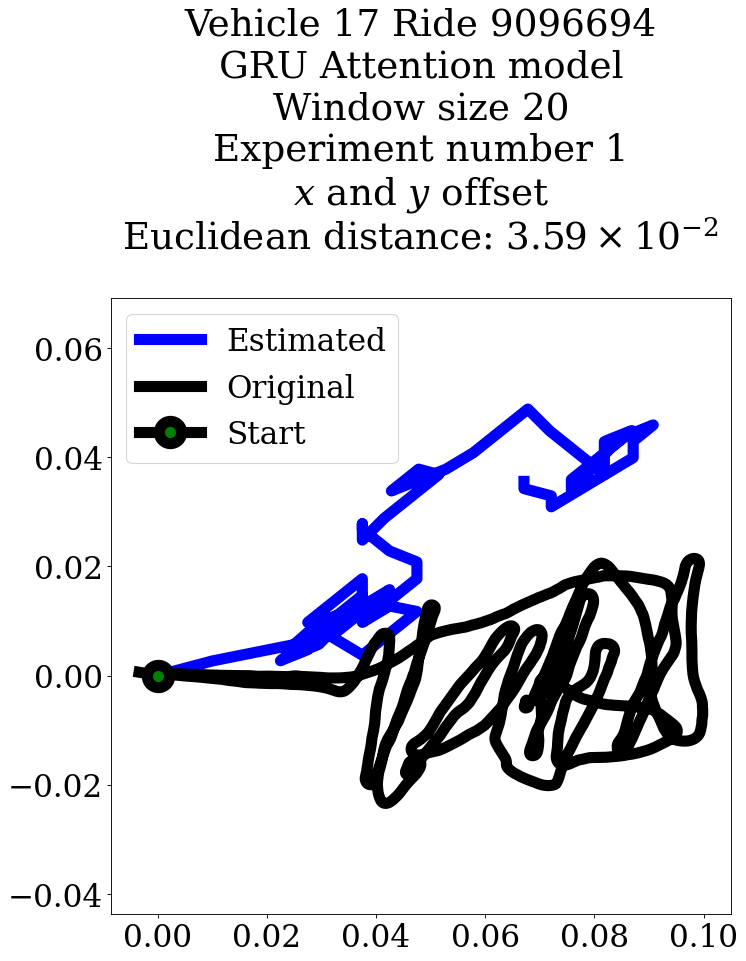 Vehicle 17 Ride 9096694
GRU Attention model
Window size 20
Experiment number 1
x and y offset
Euclidean distance: 3.59 × 10⁻²
Estimated
Original
Start
0.06
0.04
0.02
0.00
−0.02
−0.04
0.00 0.02 0.04 0.06 0.08 0.10